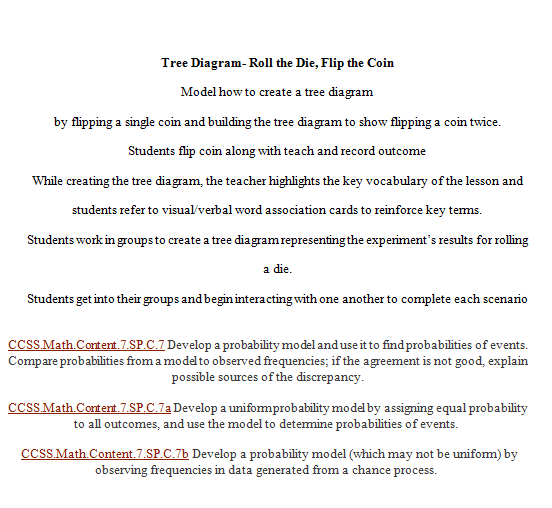 Tree Diagram- Roll the Die, Flip the Coin
Model how to create a tree diagram
by flipping a single coin and building the tree diagram to show flipping a coin twice.
Students flip coin along with teach and record outcome
While creating the tree diagram, the teacher highlights the key vocabulary of the lesson and
students refer to visual/verbal word association cards to reinforce key terms.
Students work in groups to create a tree diagram representing the experiment's results for rolling
a die.
Students get into their groups and begin interacting with one another to complete each scenario
CCSS.Math.Content.7.SP.C.7 Develop a probability model and use it to find probabilities of events.
Compare probabilities from a model to observed frequencies; if the agreement is not good, explain
possible sources of the discrepancy.
CCSS.Math.Content.7.SP.C.7a Develop a uniform probability model by assigning equal probability
to all outcomes, and use the model to determine probabilities of events.
CCSS.Math.Content.7.SP.C.7b Develop a probability model (which may not be uniform) by
observing frequencies in data generated from a chance process.